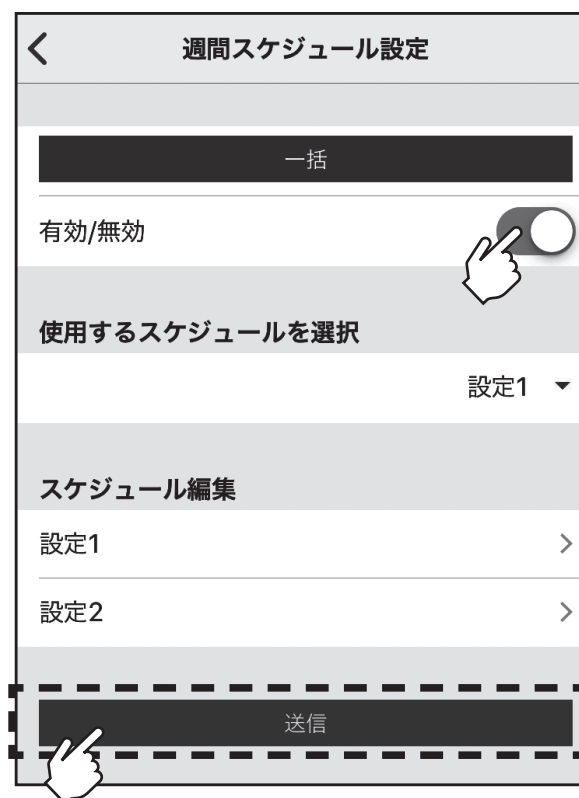 週間スケジュール設定
一括
有効/無効
使用するスケジュールを選択
設定1
スケジュール編集
設定1
設定2
送信